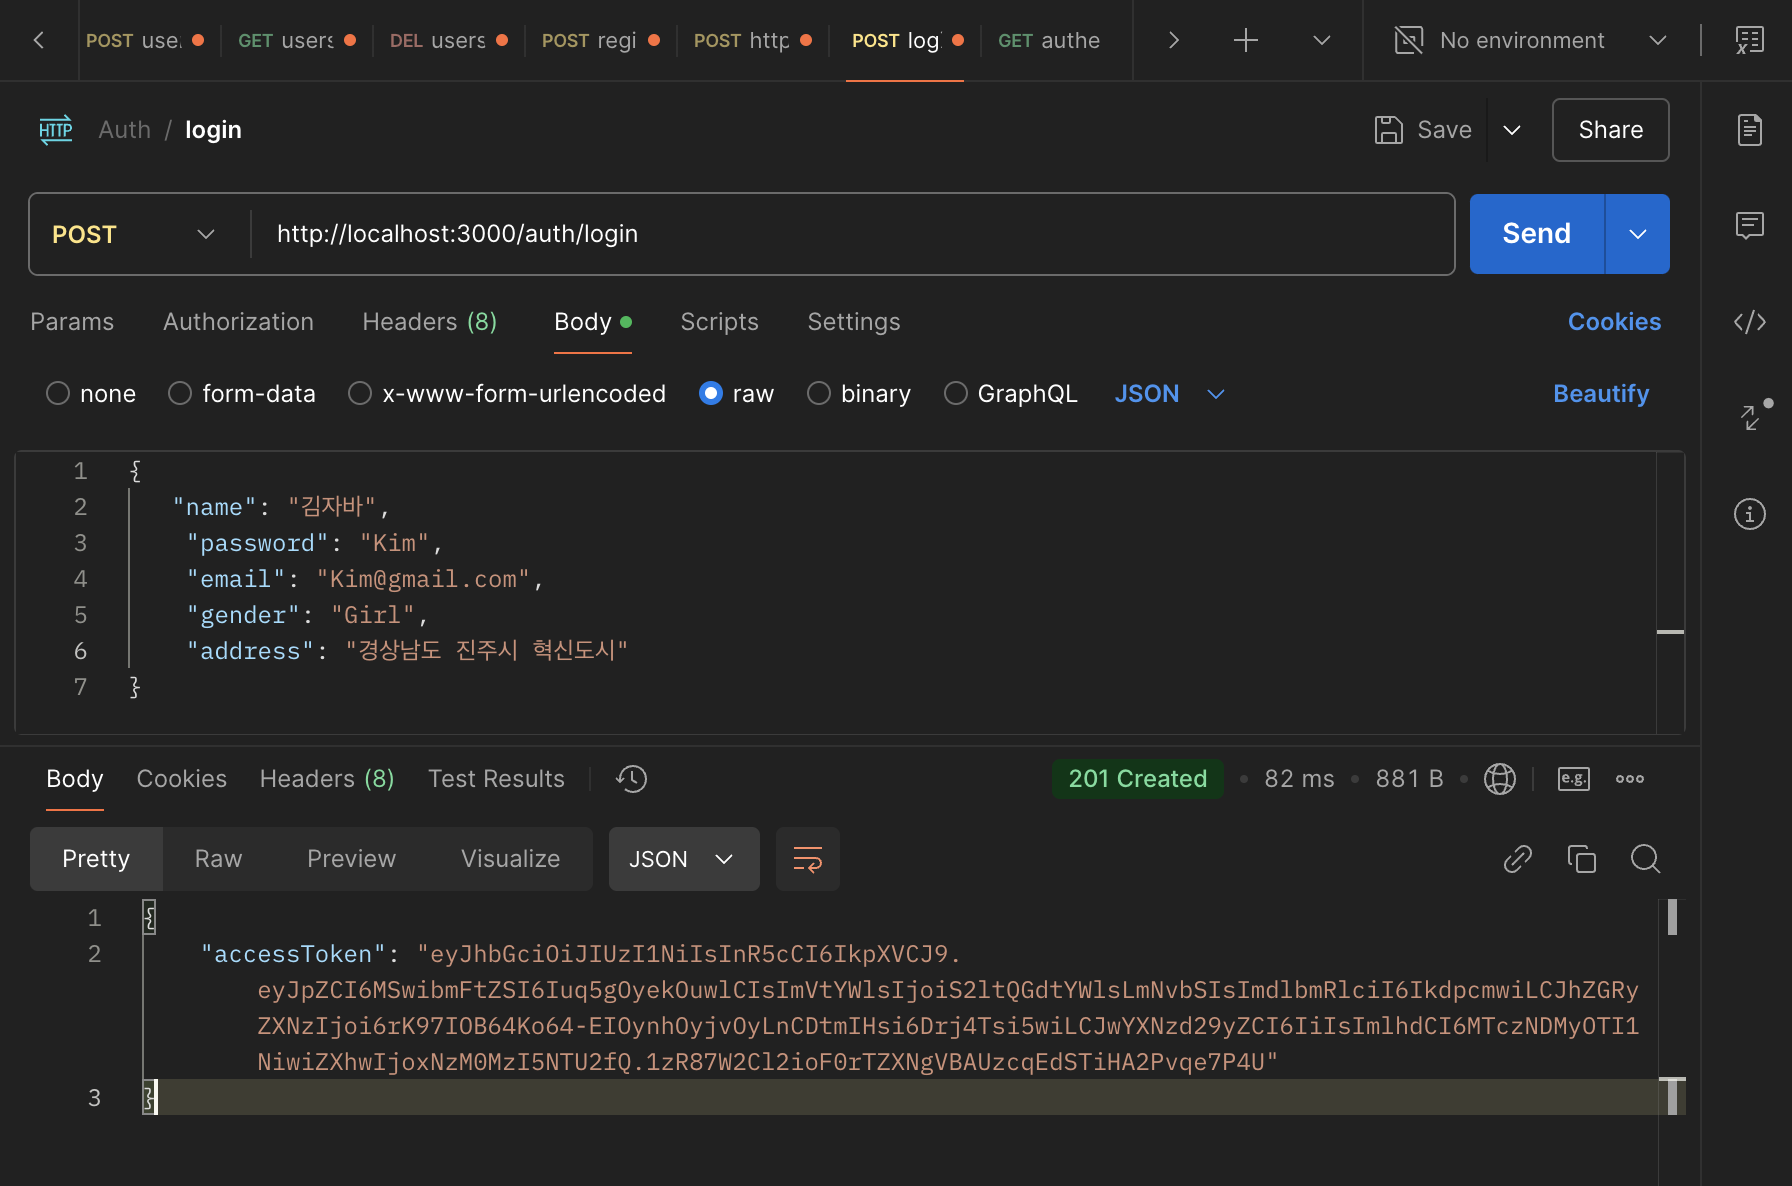 POST use
GET users
DEL users
POST regi
POST http
POST log
GET authe
No environment
HTTP Auth / login
Save
Share
POST http://localhost:3000/auth/login
Send
Params Authorization Headers (8) Body Scripts Settings Cookies
none form-data x-www-form-urlencoded raw binary GraphQL JSON Beautify
1 {
2 "name": "김자바",
3 "password": "Kim",
4 "email": "Kim@gmail.com",
5 "gender": "Girl",
6 "address": "경상남도 진주시 혁신도시"
7 }
Body Cookies Headers (8) Test Results 201 Created 82 ms 881 B e.g.
Pretty Raw Preview Visualize JSON
1 {
2 "accessToken": "eyJhbGciOiJIUzI1NiIsInR5cCI6IkpXVCJ9.
eyJpZCI6MSwibmFtZSI6Iuq5gOyekOuwlCIsImVtYWlsIjoiS2ltQGdtYWlsLmNvbSIsImdlbmRlciI6IkdpcmwiLCJhZGRy
ZXNzIjoi6rK97IOB64Ko64-EIOynhOyjvOyLnCDtmIHsi6Drj4Tsi5wiLCJwYXNzd29yZCI6IiIsImlhdCI6MTczNDMyOTI1
NiwiZXhwIjoxNzM0MzI5NTU2fQ.1zR87W2Cl2ioF0rTZXNgVBAUzcqEdSTiHA2Pvqe7P4U"
3 }